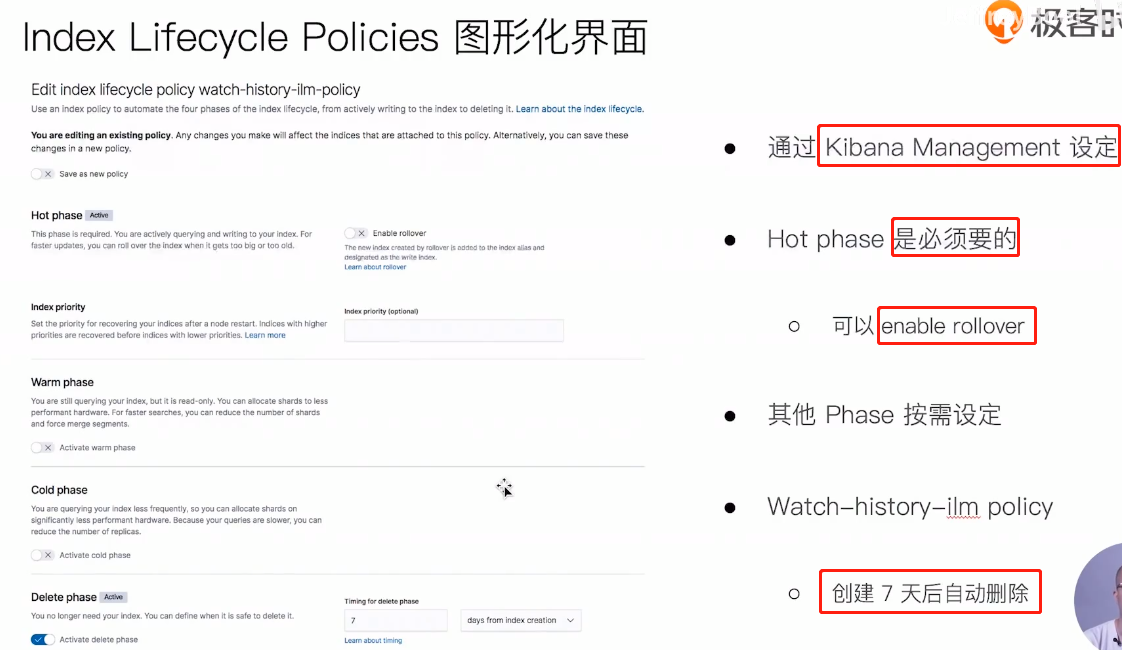 Index Lifecycle Policies 图形化界面
极客时
Edit index lifecycle policy watch-history-ilm-policy
Use an index policy to automate the four phases of the index lifecycle, from actively writing to the index to deleting it. Learn about the index lifecycle.
You are editing an existing policy. Any changes you make will affect the indices that are attached to this policy. Alternatively, you can save these
changes in a new policy.
Save as new policy
Hot phase Active
This phase is required. You are actively querying and writing to your index. For
faster updates, you can roll over the index when it gets too big or too old.
Enable rollover
The new index created by rollover is added to the index alias and
designated as the write index.
Learn about rollover
Index priority
Set the priority for recovering your indices after a node restart. Indices with higher
priorities are recovered before indices with lower priorities. Learn more
Index priority (optional)
Warm phase
You are still querying your index, but it is read-only. You can allocate shards to less
performant hardware. For faster searches, you can reduce the number of shards
and force merge segments.
Activate warm phase
Cold phase
You are querying your index less frequently, so you can allocate shards on
significantly less performant hardware. Because your queries are slower, you can
reduce the number of replicas.
Activate cold phase
Delete phase Active
You no longer need your index. You can define when it is safe to delete it.
Activate delete phase
Timing for delete phase
7 days from index creation
Learn about timing
● 通过 Kibana Management 设定
● Hot phase 是必须要的
○ 可以 enable rollover
● 其他 Phase 按需设定
● Watch–history–ilm policy
○ 创建 7 天后自动删除